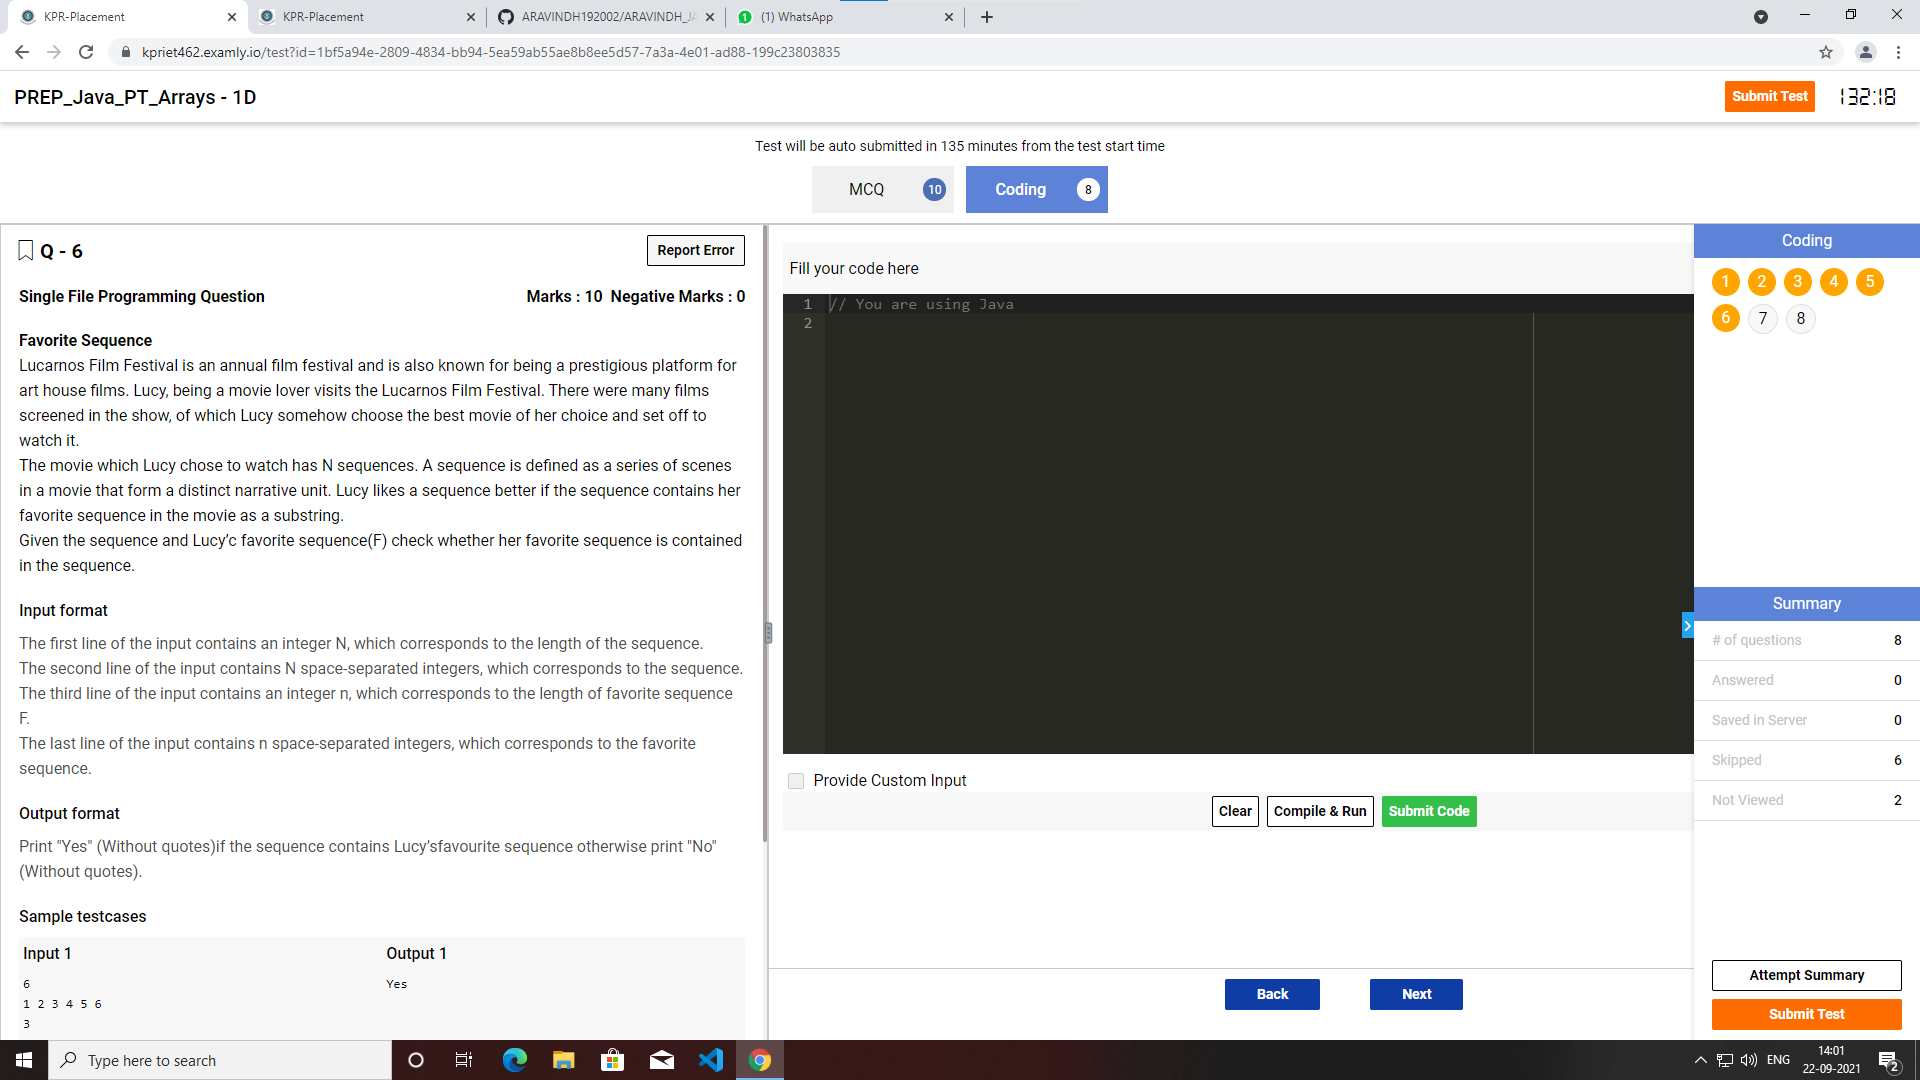 KPR-Placement
KPR-Placement
ARAVINDH192002/ARAVINDH_JA
(1) WhatsApp
kpriet462.examly.io/test?id=1bf5a94e-2809-4834-bb94-5ea59ab55ae8b8ee5d57-7a3a-4e01-ad88-199c23803835
PREP_Java_PT_Arrays - 1D
Submit Test
132:18
Test will be auto submitted in 135 minutes from the test start time
MCQ 10
Coding 8
Q - 6
Report Error
Single File Programming Question
Marks : 10 Negative Marks : 0
Favorite Sequence
Lucarnos Film Festival is an annual film festival and is also known for being a prestigious platform for
art house films. Lucy, being a movie lover visits the Lucarnos Film Festival. There were many films
screened in the show, of which Lucy somehow choose the best movie of her choice and set off to
watch it.
The movie which Lucy chose to watch has N sequences. A sequence is defined as a series of scenes
in a movie that form a distinct narrative unit. Lucy likes a sequence better if the sequence contains her
favorite sequence in the movie as a substring.
Given the sequence and Lucy’c favorite sequence(F) check whether her favorite sequence is contained
in the sequence.
Input format
The first line of the input contains an integer N, which corresponds to the length of the sequence.
The second line of the input contains N space-separated integers, which corresponds to the sequence.
The third line of the input contains an integer n, which corresponds to the length of favorite sequence
F.
The last line of the input contains n space-separated integers, which corresponds to the favorite
sequence.
Output format
Print "Yes" (Without quotes)if the sequence contains Lucy’sfavourite sequence otherwise print "No"
(Without quotes).
Sample testcases
Input 1
Output 1
6
Yes
1 2 3 4 5 6
3
Fill your code here
1 // You are using Java
2
Provide Custom Input
Clear
Compile & Run
Submit Code
Back
Next
Coding
1 2 3 4 5
6 7 8
Summary
# of questions 8
Answered 0
Saved in Server 0
Skipped 6
Not Viewed 2
Attempt Summary
Submit Test
Type here to search
ENG
14:01
22-09-2021
2